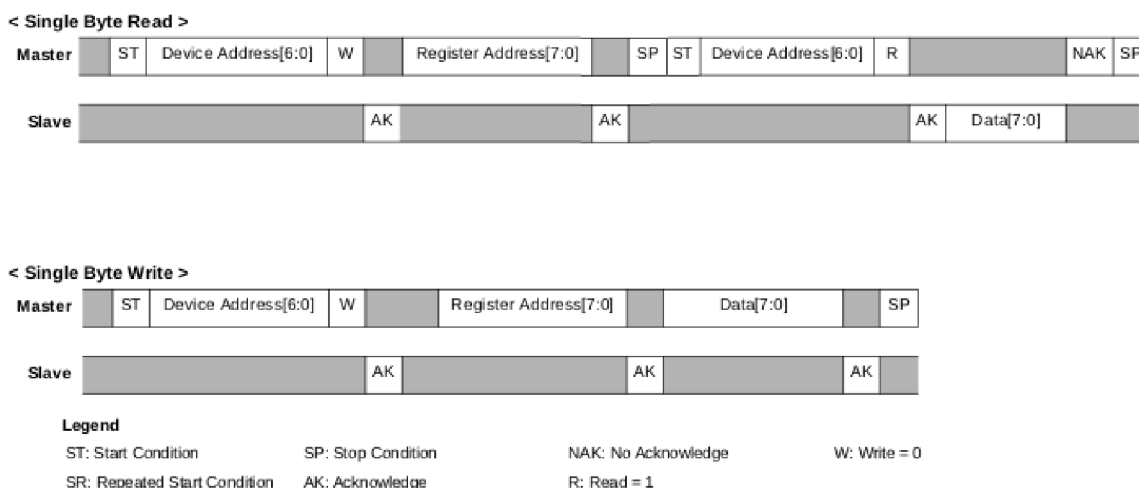 < Single Byte Read >
Master ST Device Address[6:0] W Register Address[7:0] SP ST Device Address[6:0] R NAK SP
Slave AK AK AK Data[7:0]
< Single Byte Write >
Master ST Device Address[6:0] W Register Address[7:0] Data[7:0] SP
Slave AK AK AK
Legend
ST: Start Condition SP: Stop Condition NAK: No Acknowledge W: Write = 0
SR: Repeated Start Condition AK: Acknowledge R: Read = 1